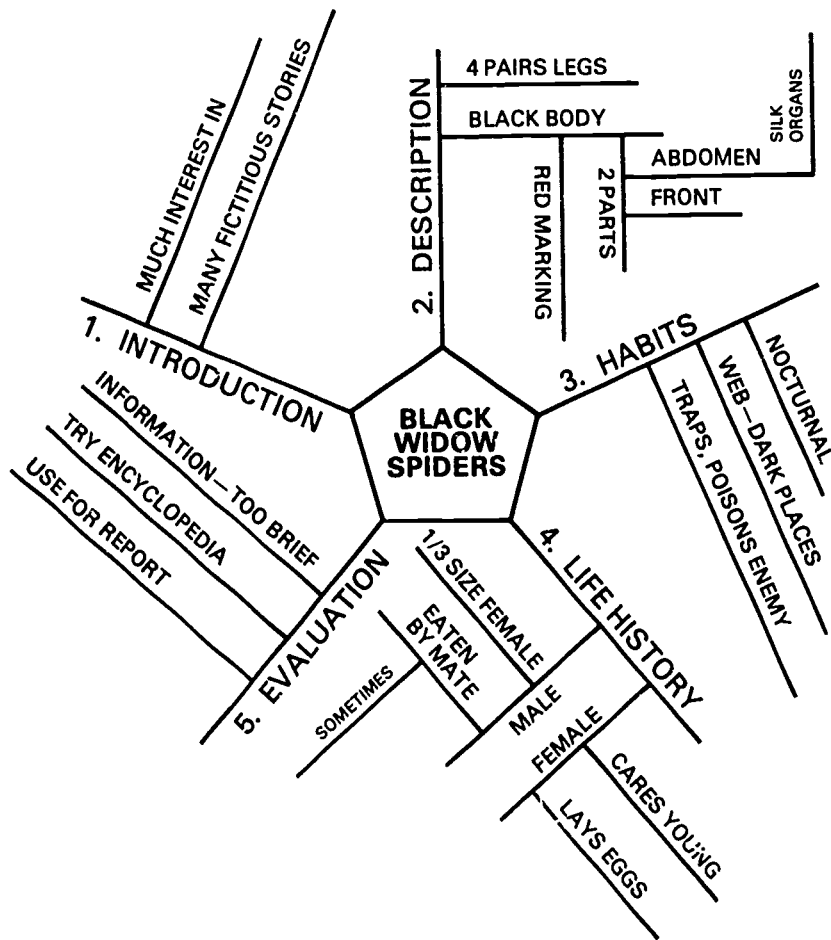 BLACK
WIDOW
SPIDERS
1. INTRODUCTION
MUCH INTEREST IN
MANY FICTITIOUS STORIES
2. DESCRIPTION
4 PAIRS LEGS
BLACK BODY
RED MARKING
2 PARTS
ABDOMEN
SILK
ORGANS
FRONT
3. HABITS
NOCTURNAL
WEB—DARK PLACES
TRAPS, POISONS ENEMY
4. LIFE HISTORY
MALE
1/3 SIZE FEMALE
EATEN
BY MATE
SOMETIMES
FEMALE
CARES YOUNG
LAYS EGGS
5. EVALUATION
INFORMATION—TOO BRIEF
TRY ENCYCLOPEDIA
USE FOR REPORT